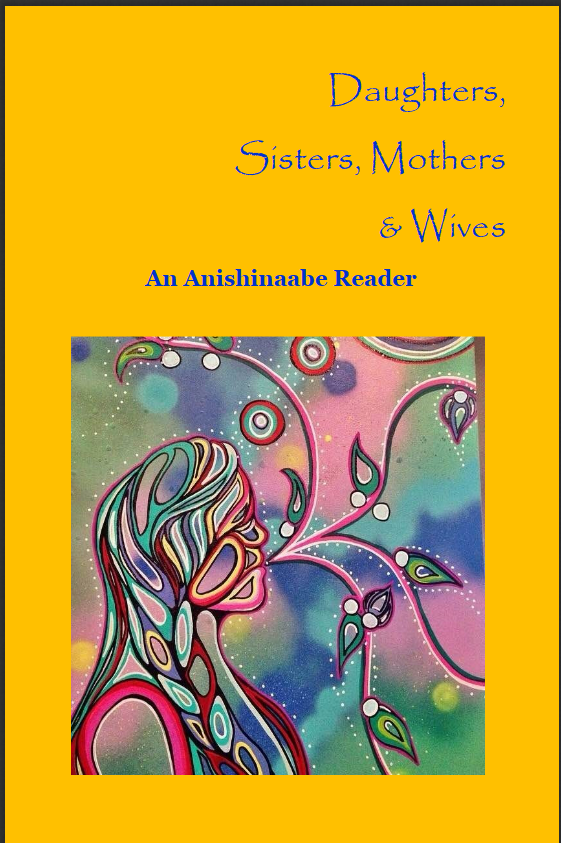 Daughters,
Sisters, Mothers
& Wives
An Anishinaabe Reader